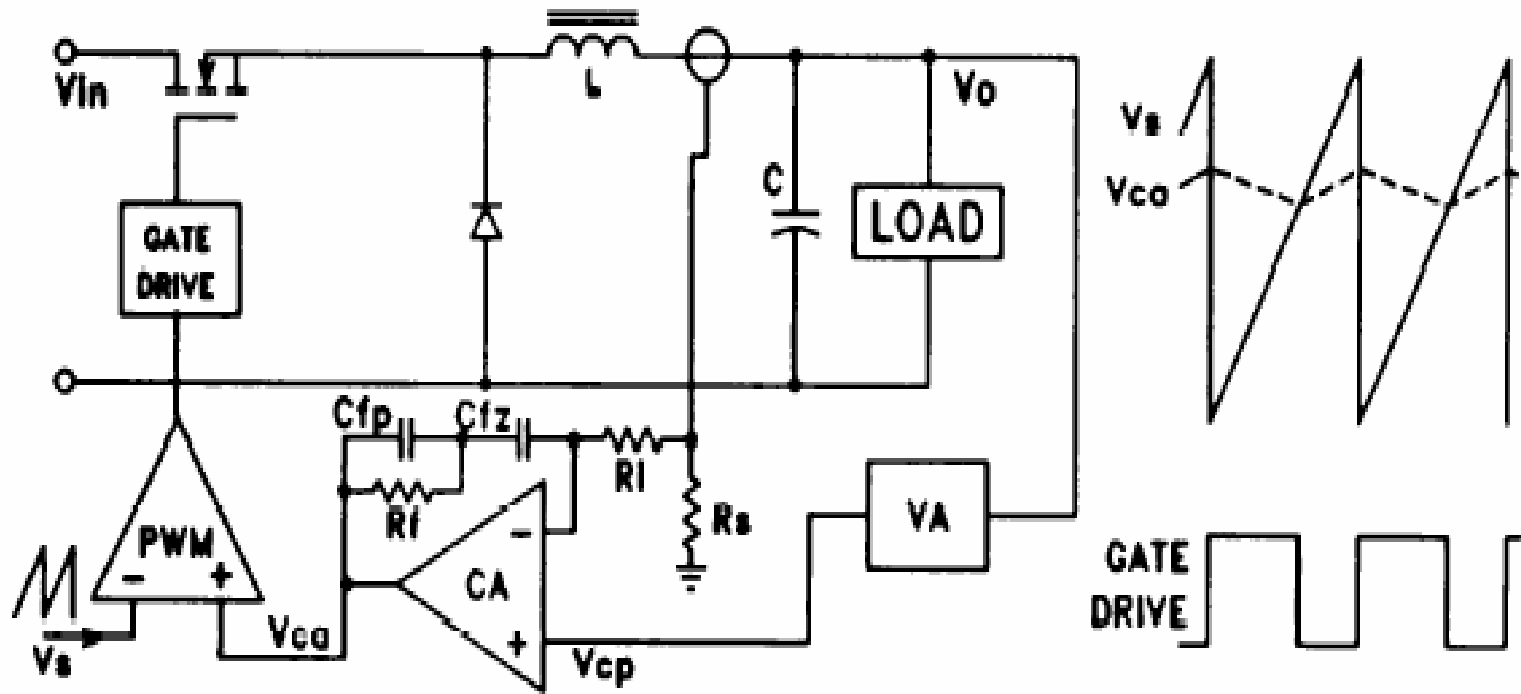 Vin
L
Vo
C
LOAD
GATE
DRIVE
Cfp
Cfz
Rf
RI
Rs
VA
PWM
-
+
CA
-
+
Vs
Vca
Vcp
Vs
Vca
GATE
DRIVE